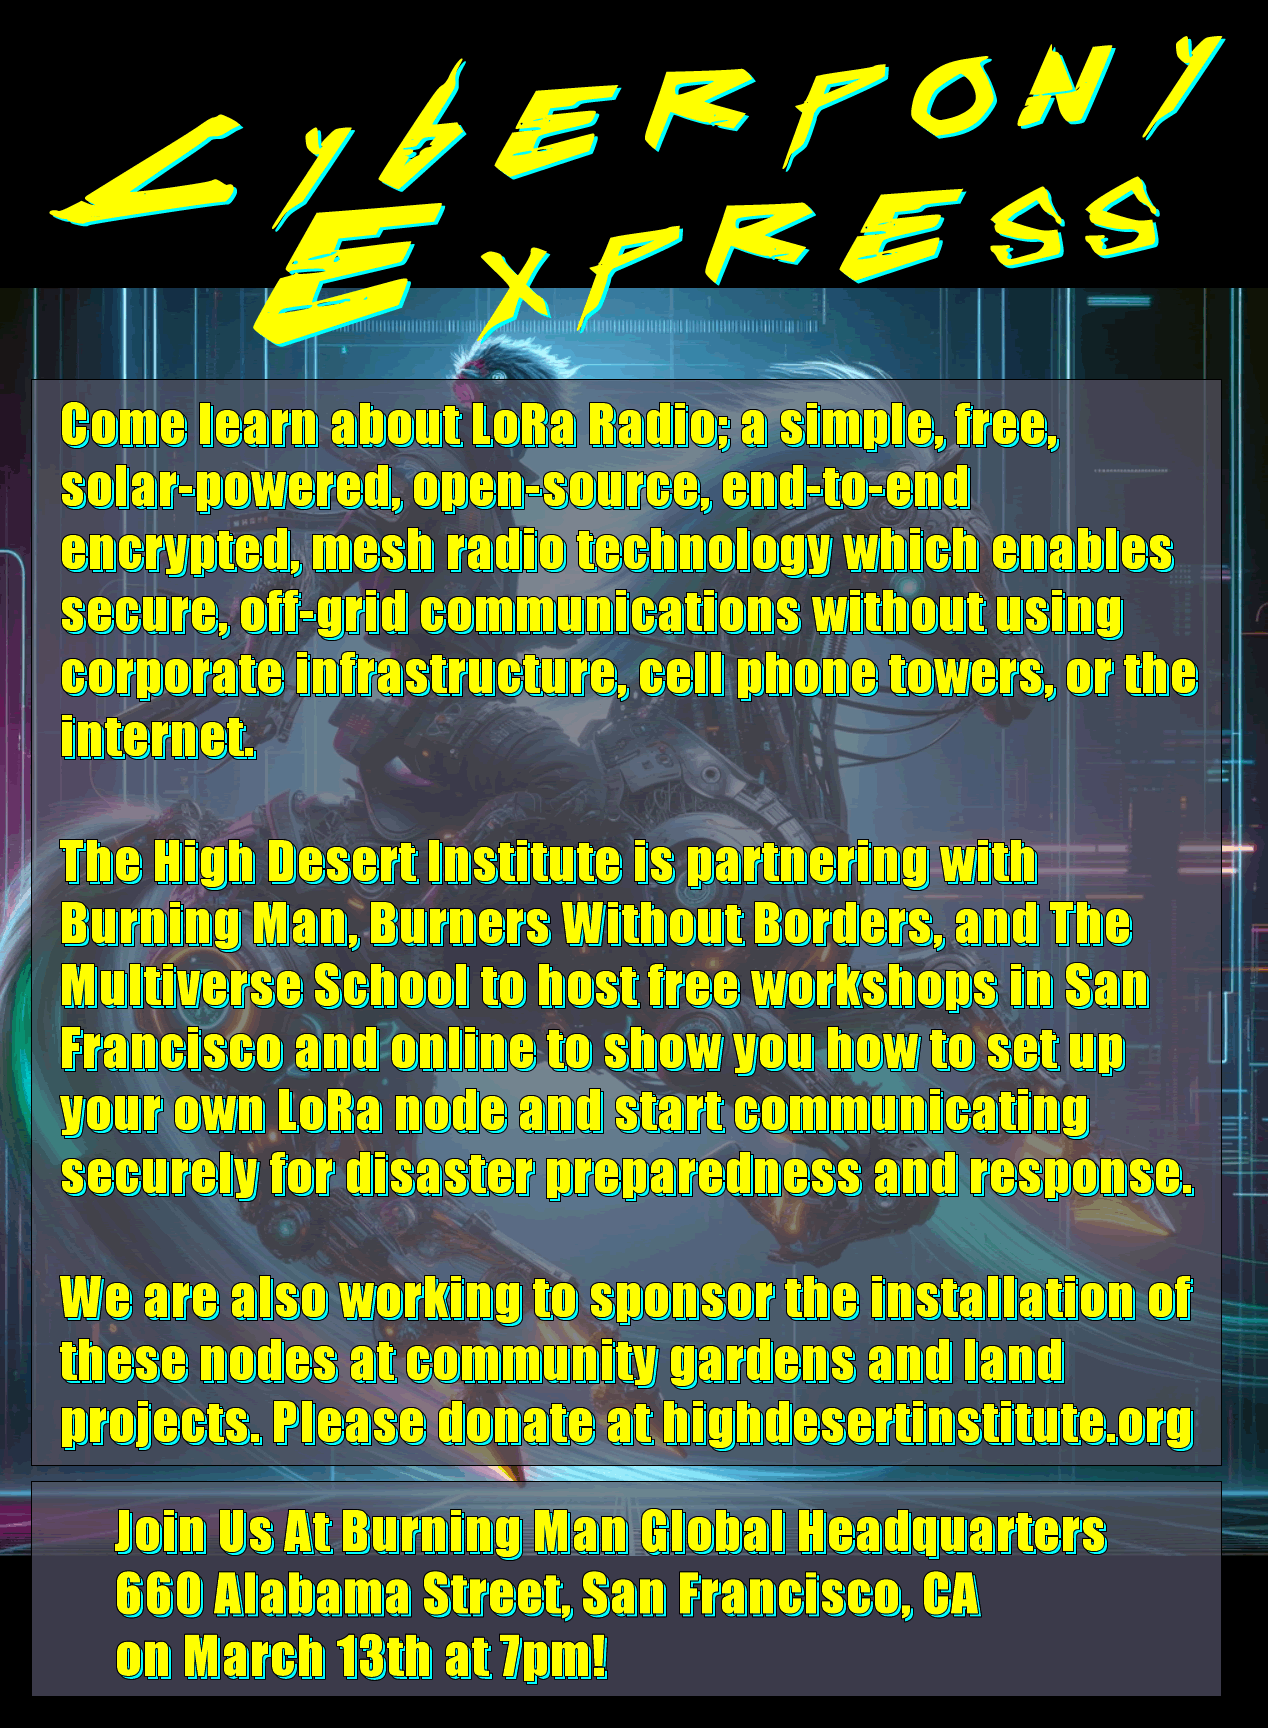 Cyberpony
Express
Come learn about LoRa Radio; a simple, free,
solar-powered, open-source, end-to-end
encrypted, mesh radio technology which enables
secure, off-grid communications without using
corporate infrastructure, cell phone towers, or the
internet.
The High Desert Institute is partnering with
Burning Man, Burners Without Borders, and The
Multiverse School to host free workshops in San
Francisco and online to show you how to set up
your own LoRa node and start communicating
securely for disaster preparedness and response.
We are also working to sponsor the installation of
these nodes at community gardens and land
projects. Please donate at highdesertinstitute.org
Join Us At Burning Man Global Headquarters
660 Alabama Street, San Francisco, CA
on March 13th at 7pm!